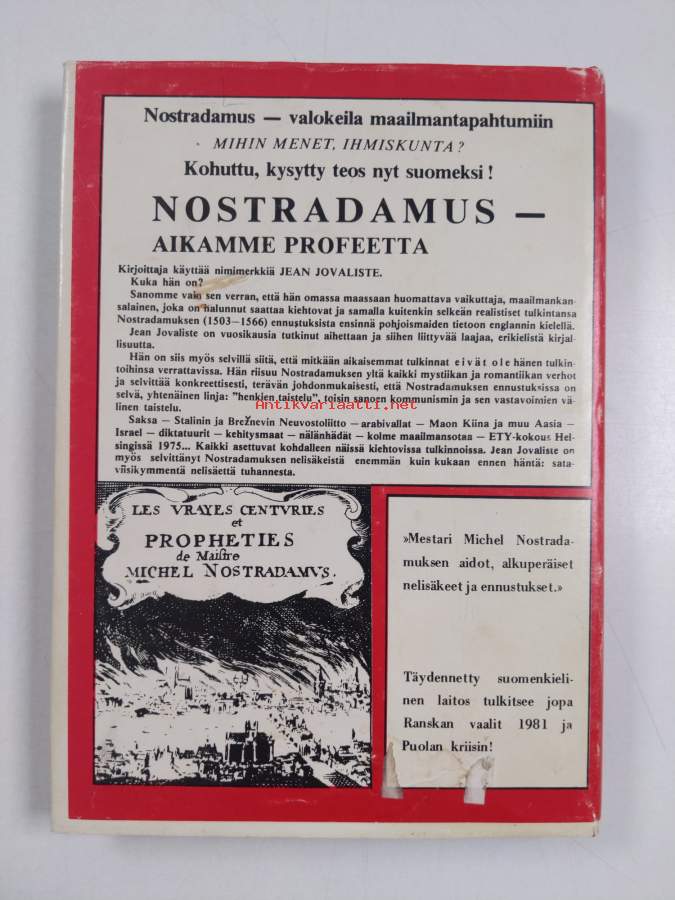 Nostradamus — valokeila maailmantapahtumiin
MIHIN MENET, IHMISKUNTA?
Kohuttu, kysytty teos nyt suomeksi!
NOSTRADAMUS —
AIKAMME PROFEETTA
Kirjoittaja käyttää nimimerkkiä JEAN JOVALISTE.
Kuka hän on?
Sanomme vain sen verran, että hän omassa maassaan huomattava vaikuttaja, maailmankan-
salainen, joka on halunnut saattaa kiehtovat ja samalla kuitenkin selkeän realistiset tulkintansa
Nostradamuksen (1503—1566) ennustuksista ensinnä pohjoismaiden tietoon englannin kielellä.
Jean Jovaliste on vuosikausia tutkinut aihettaan ja siihen liittyvää laajaa, erikielistä kirjal-
lisuutta.
Hän on siis myös selvillä siitä, että mitkään aikaisemmat tulkinnat eivät ole hänen tulkin-
toihinsa verrattavissa. Hän riisuu Nostradamuksen yltä kaikki mystiikan ja romantiikan verhot
ja selvittää konkreettisesti, terävän johdonmukaisesti, että Nostradamuksen ennustuksissa on
selvä, yhtenäinen linja: "henkien taistelu", toisin sanoen kommunismin ja sen vastavoimien vä-
linen taistelu.
Antikvariaatti.net
Saksa — Stalinin ja Brežnevin Neuvostoliitto — arabivallat — Maon Kiina ja muu Aasia —
Israel — diktatuurit — kehitysmaat — nälänhädät — kolme maailmansotaa — ETY-kokous Hel-
singissä 1975... Kaikki asettuvat kohdalleen näissä kiehtovissa tulkinnoissa. Jean Jovaliste on
myös selvittänyt Nostradamuksen nelisäkeistä enemmän kuin kukaan ennen häntä: sata-
viisikymmentä nelisäettä tuhannesta.
LES VRAYES CENTVRIES
et
PROPHETIES
de Maistre
MICHEL NOSTRADAMVS.
»Mestari Michel Nostrada-
muksen aidot, alkuperäiset
nelisäkeet ja ennustukset.»
Täydennetty suomenkieli-
nen laitos tulkitsee jopa
Ranskan vaalit 1981 ja
Puolan kriisin!